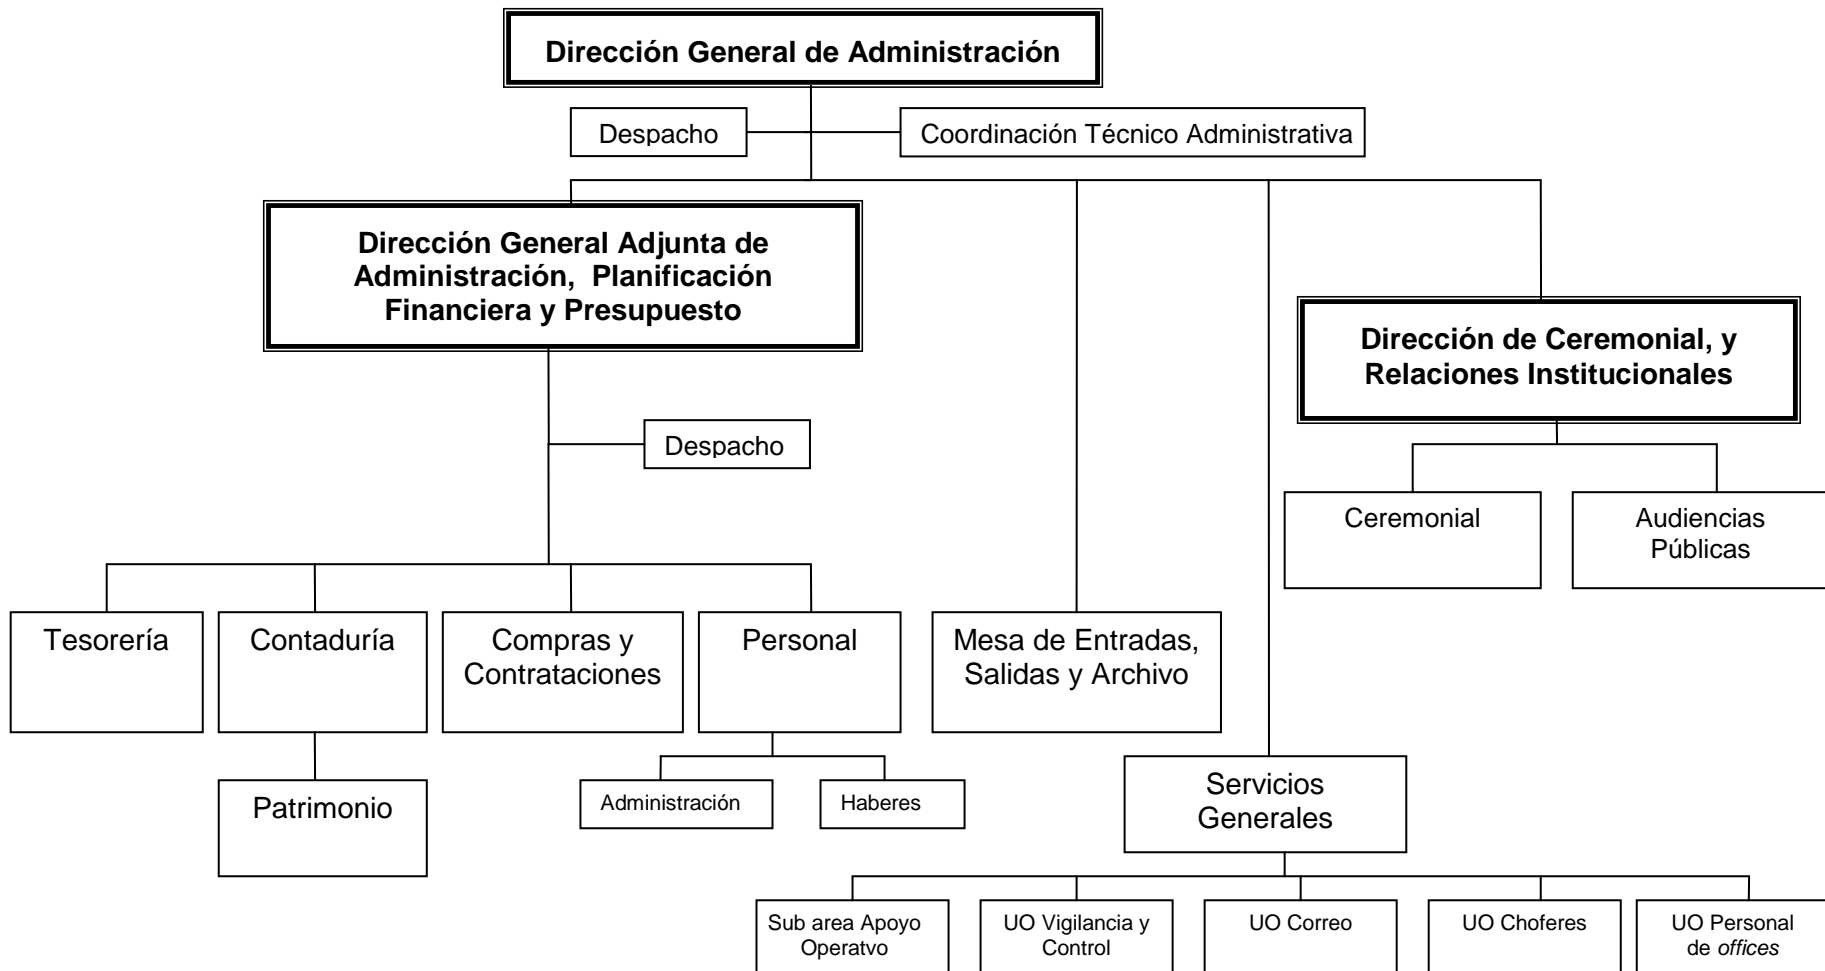 Dirección General de Administración
Despacho
Coordinación Técnico Administrativa
Dirección General Adjunta de
Administración,  Planificación
Financiera y Presupuesto
Dirección de Ceremonial, y
Relaciones Institucionales
Despacho
Ceremonial
Audiencias
Públicas
Tesorería
Contaduría
Compras y
Contrataciones
Personal
Mesa de Entradas,
Salidas y Archivo
Patrimonio
Administración
Haberes
Servicios
Generales
Sub area Apoyo
Operatvo
UO Vigilancia y
Control
UO Correo
UO Choferes
UO Personal
de offices